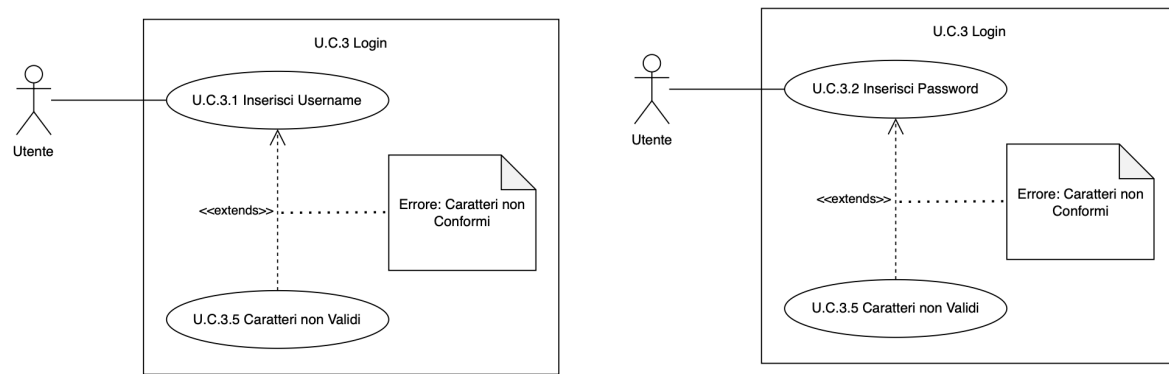 U.C.3 Login
U.C.3.1 Inserisci Username
Utente
<<extends>>
Errore: Caratteri non
Conformi
U.C.3.5 Caratteri non Validi
U.C.3 Login
U.C.3.2 Inserisci Password
Utente
<<extends>>
Errore: Caratteri non
Conformi
U.C.3.5 Caratteri non Validi